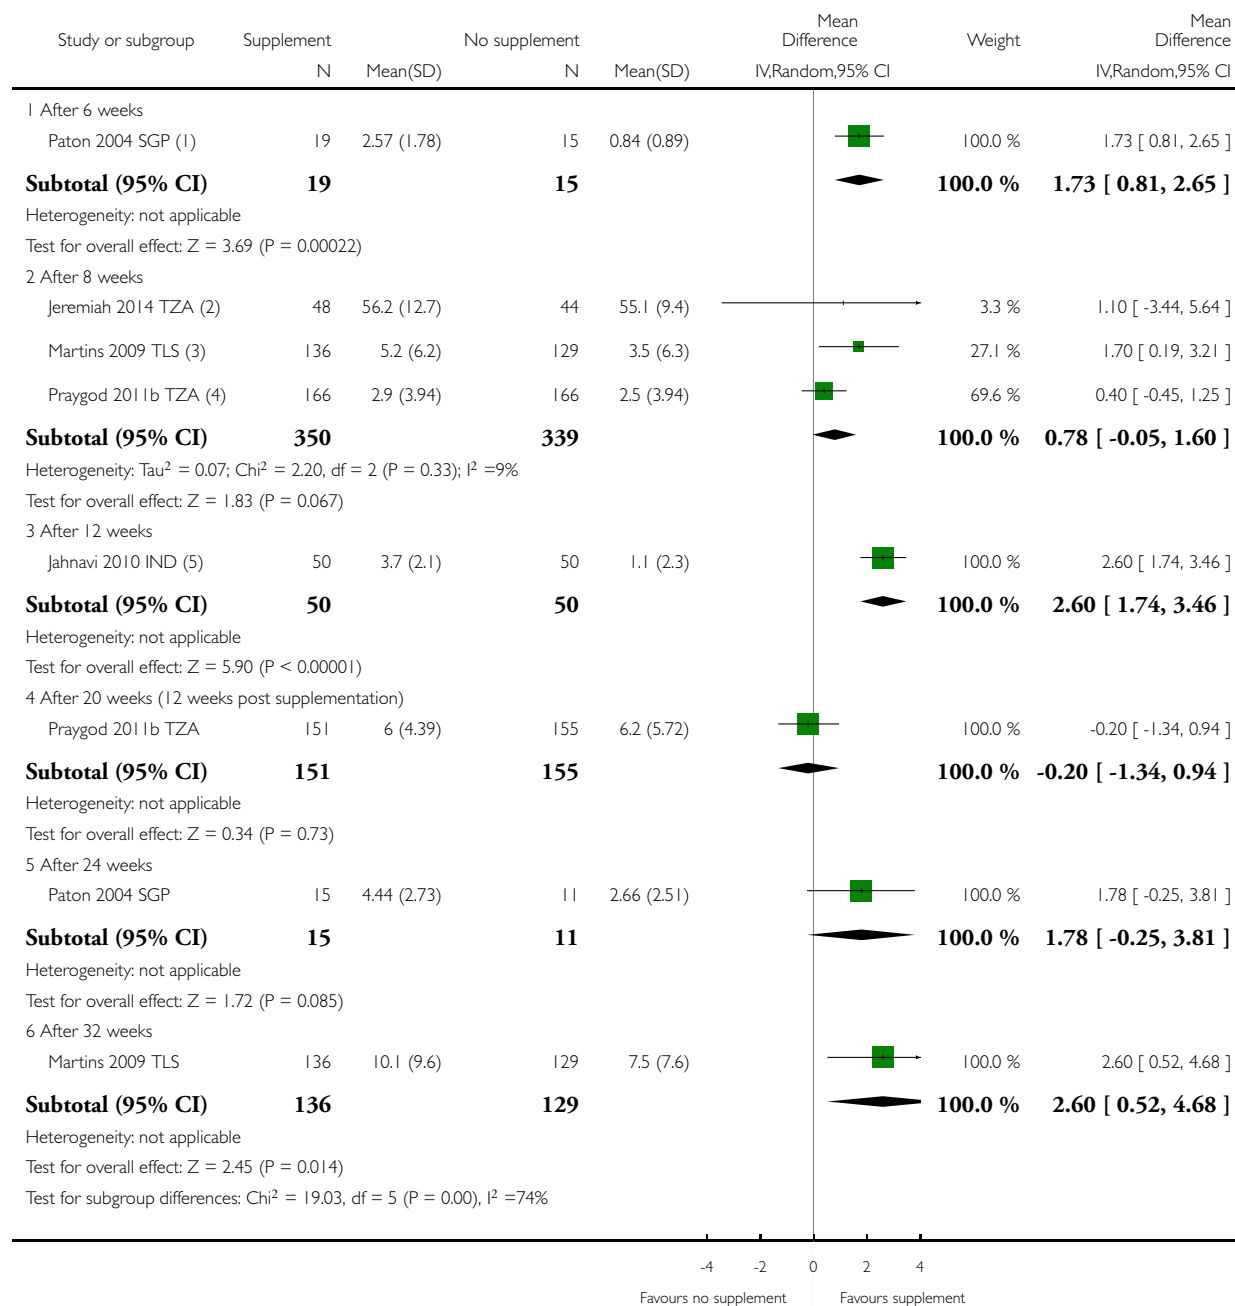 Study or subgroup Supplement No supplement Mean Difference Weight Mean Difference
N Mean(SD) N Mean(SD) IV,Random,95% CI IV,Random,95% CI
1 After 6 weeks
Paton 2004 SGP (1) 19 2.57 (1.78) 15 0.84 (0.89) 100.0 % 1.73 [ 0.81, 2.65 ]
Subtotal (95% CI) 19 15 100.0 % 1.73 [ 0.81, 2.65 ]
Heterogeneity: not applicable
Test for overall effect: Z = 3.69 (P = 0.00022)
2 After 8 weeks
Jeremiah 2014 TZA (2) 48 56.2 (12.7) 44 55.1 (9.4) 3.3 % 1.10 [ -3.44, 5.64 ]
Martins 2009 TLS (3) 136 5.2 (6.2) 129 3.5 (6.3) 27.1 % 1.70 [ 0.19, 3.21 ]
Praygod 2011b TZA (4) 166 2.9 (3.94) 166 2.5 (3.94) 69.6 % 0.40 [ -0.45, 1.25 ]
Subtotal (95% CI) 350 339 100.0 % 0.78 [ -0.05, 1.60 ]
Heterogeneity: Tau² = 0.07; Chi² = 2.20, df = 2 (P = 0.33); I² =9%
Test for overall effect: Z = 1.83 (P = 0.067)
3 After 12 weeks
Jahnavi 2010 IND (5) 50 3.7 (2.1) 50 1.1 (2.3) 100.0 % 2.60 [ 1.74, 3.46 ]
Subtotal (95% CI) 50 50 100.0 % 2.60 [ 1.74, 3.46 ]
Heterogeneity: not applicable
Test for overall effect: Z = 5.90 (P < 0.00001)
4 After 20 weeks (12 weeks post supplementation)
Praygod 2011b TZA 151 6 (4.39) 155 6.2 (5.72) 100.0 % -0.20 [ -1.34, 0.94 ]
Subtotal (95% CI) 151 155 100.0 % -0.20 [ -1.34, 0.94 ]
Heterogeneity: not applicable
Test for overall effect: Z = 0.34 (P = 0.73)
5 After 24 weeks
Paton 2004 SGP 15 4.44 (2.73) 11 2.66 (2.51) 100.0 % 1.78 [ -0.25, 3.81 ]
Subtotal (95% CI) 15 11 100.0 % 1.78 [ -0.25, 3.81 ]
Heterogeneity: not applicable
Test for overall effect: Z = 1.72 (P = 0.085)
6 After 32 weeks
Martins 2009 TLS 136 10.1 (9.6) 129 7.5 (7.6) 100.0 % 2.60 [ 0.52, 4.68 ]
Subtotal (95% CI) 136 129 100.0 % 2.60 [ 0.52, 4.68 ]
Heterogeneity: not applicable
Test for overall effect: Z = 2.45 (P = 0.014)
Test for subgroup differences: Chi² = 19.03, df = 5 (P = 0.00), I² =74%
-4 -2 0 2 4
Favours no supplement Favours supplement